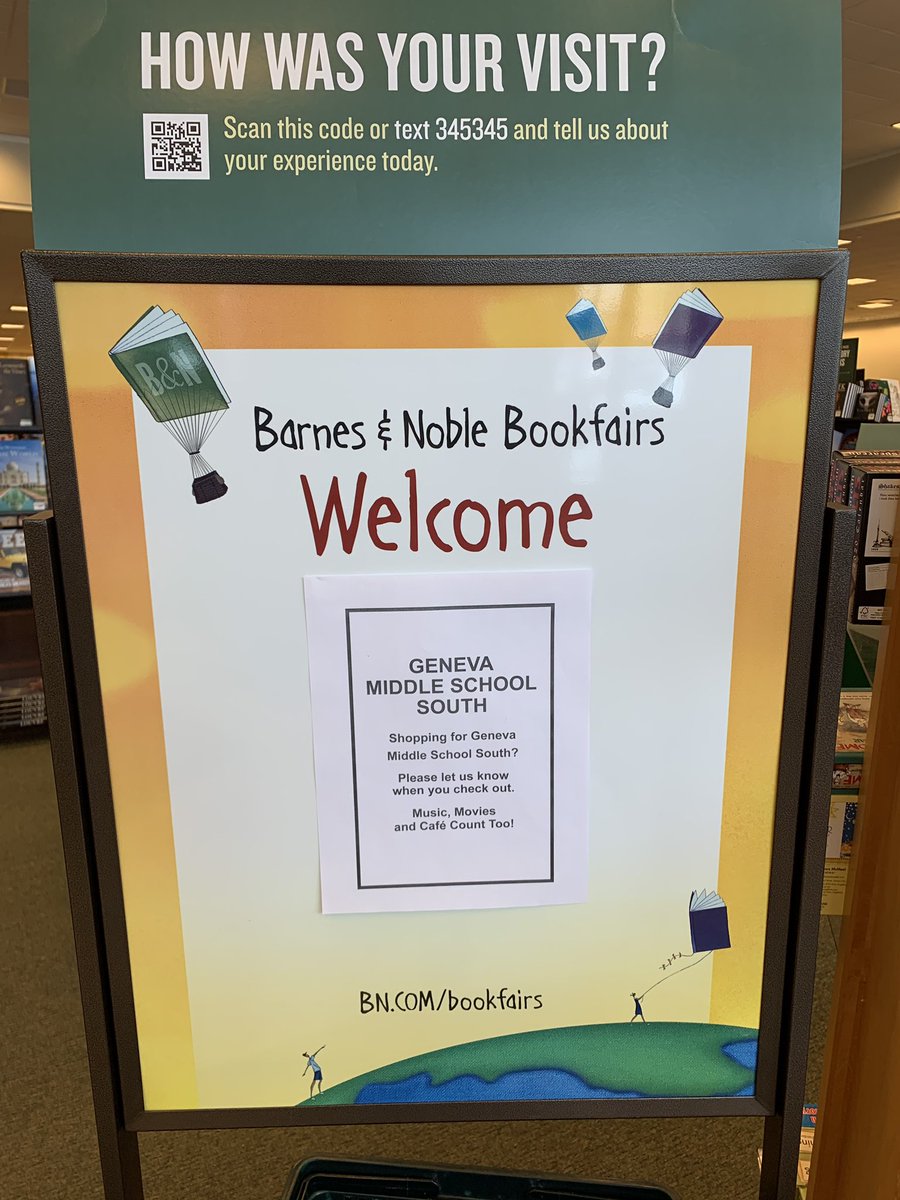 HOW WAS YOUR VISIT?
Scan this code or text 345345 and tell us about
your experience today.
B&N
Barnes & Noble Bookfairs
Welcome
GENEVA
MIDDLE SCHOOL
SOUTH
Shopping for Geneva
Middle School South?
Please let us know
when you check out.
Music, Movies
and Café Count Too!
BN.COM/bookfairs